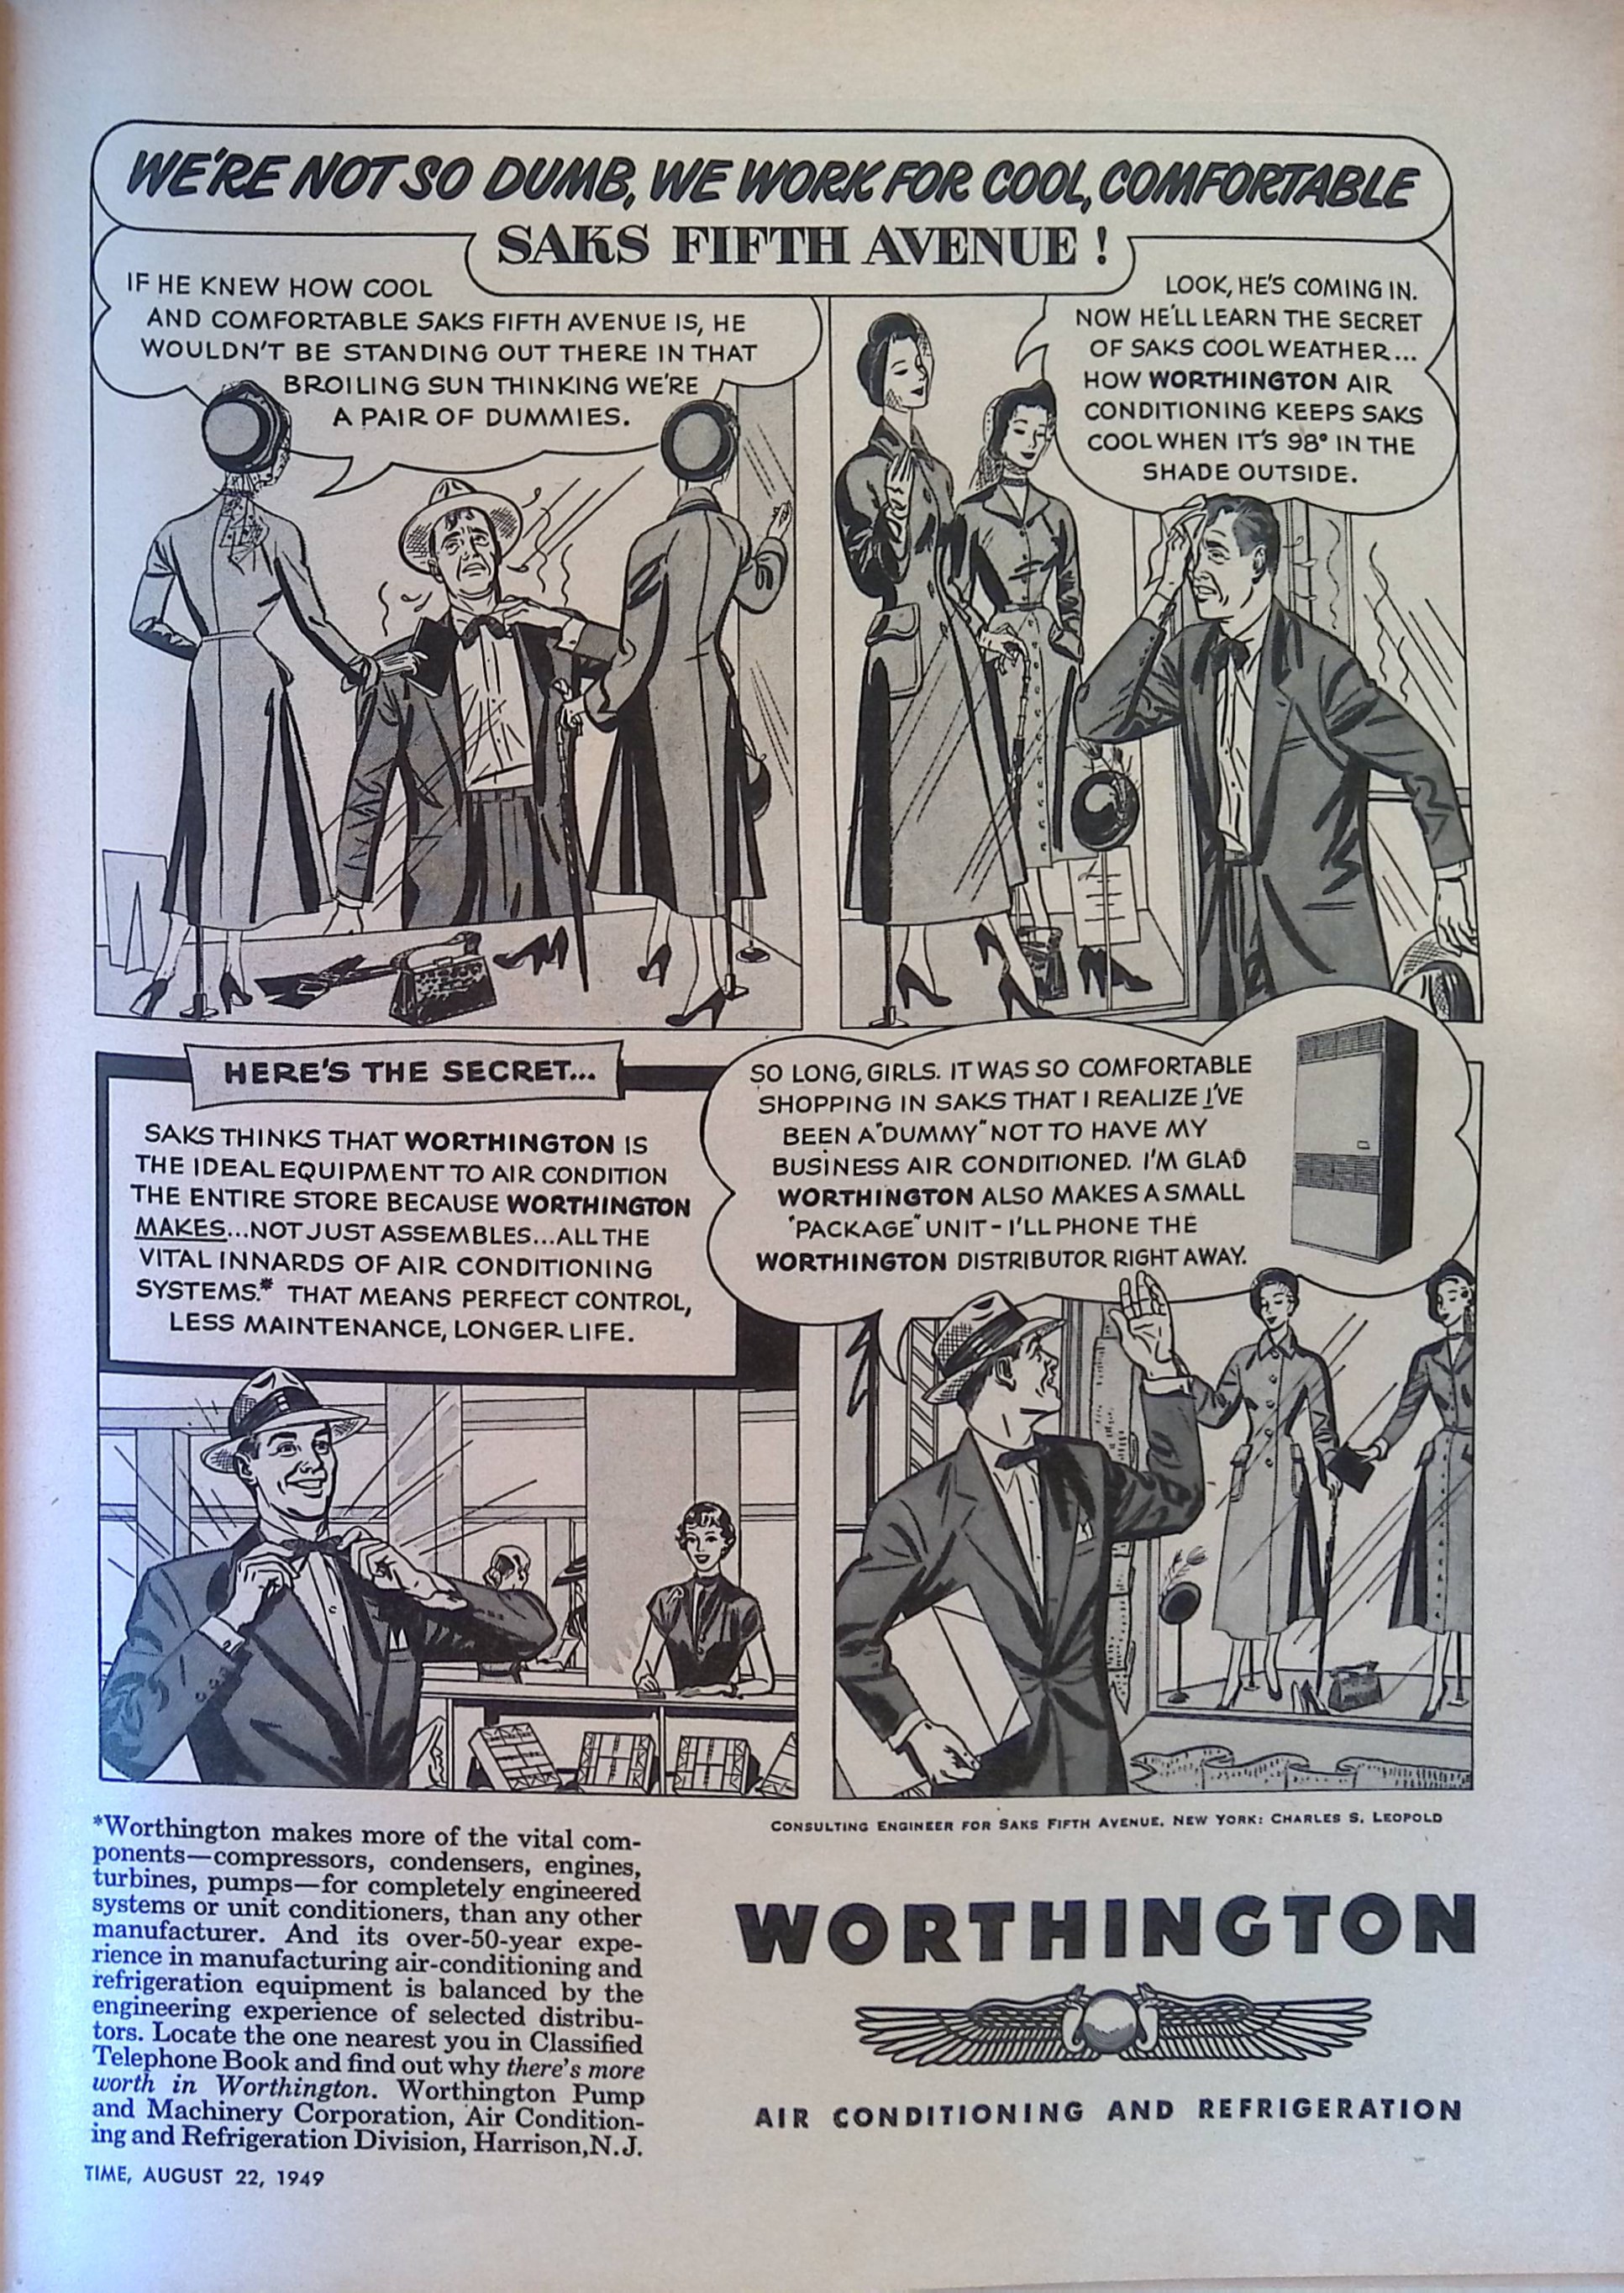 WE'RE NOT SO DUMB, WE WORK FOR COOL, COMFORTABLE
SAKS FIFTH AVENUE!
IF HE KNEW HOW COOL
AND COMFORTABLE SAKS FIFTH AVENUE IS, HE
WOULDN'T BE STANDING OUT THERE IN THAT
BROILING SUN THINKING WE'RE
A PAIR OF DUMMIES.
LOOK, HE'S COMING IN.
NOW HE'LL LEARN THE SECRET
OF SAKS COOL WEATHER...
HOW WORTHINGTON AIR
CONDITIONING KEEPS SAKS
COOL WHEN IT'S 98° IN THE
SHADE OUTSIDE.
HERE'S THE SECRET...
SAKS THINKS THAT WORTHINGTON IS
THE IDEAL EQUIPMENT TO AIR CONDITION
THE ENTIRE STORE BECAUSE WORTHINGTON
MAKES...NOT JUST ASSEMBLES...ALL THE
VITAL INNARDS OF AIR CONDITIONING
SYSTEMS.* THAT MEANS PERFECT CONTROL,
LESS MAINTENANCE, LONGER LIFE.
SO LONG, GIRLS. IT WAS SO COMFORTABLE
SHOPPING IN SAKS THAT I REALIZE I'VE
BEEN A "DUMMY" NOT TO HAVE MY
BUSINESS AIR CONDITIONED. I'M GLAD
WORTHINGTON ALSO MAKES A SMALL
"PACKAGE" UNIT - I'LL PHONE THE
WORTHINGTON DISTRIBUTOR RIGHT AWAY.
*Worthington makes more of the vital com-
ponents—compressors, condensers, engines,
turbines, pumps—for completely engineered
systems or unit conditioners, than any other
manufacturer. And its over-50-year expe-
rience in manufacturing air-conditioning and
refrigeration equipment is balanced by the
engineering experience of selected distribu-
tors. Locate the one nearest you in Classified
Telephone Book and find out why there's more
worth in Worthington. Worthington Pump
and Machinery Corporation, Air Condition-
ing and Refrigeration Division, Harrison, N.J.
TIME, AUGUST 22, 1949
CONSULTING ENGINEER FOR SAKS FIFTH AVENUE, NEW YORK: CHARLES S. LEOPOLD
WORTHINGTON
AIR CONDITIONING AND REFRIGERATION